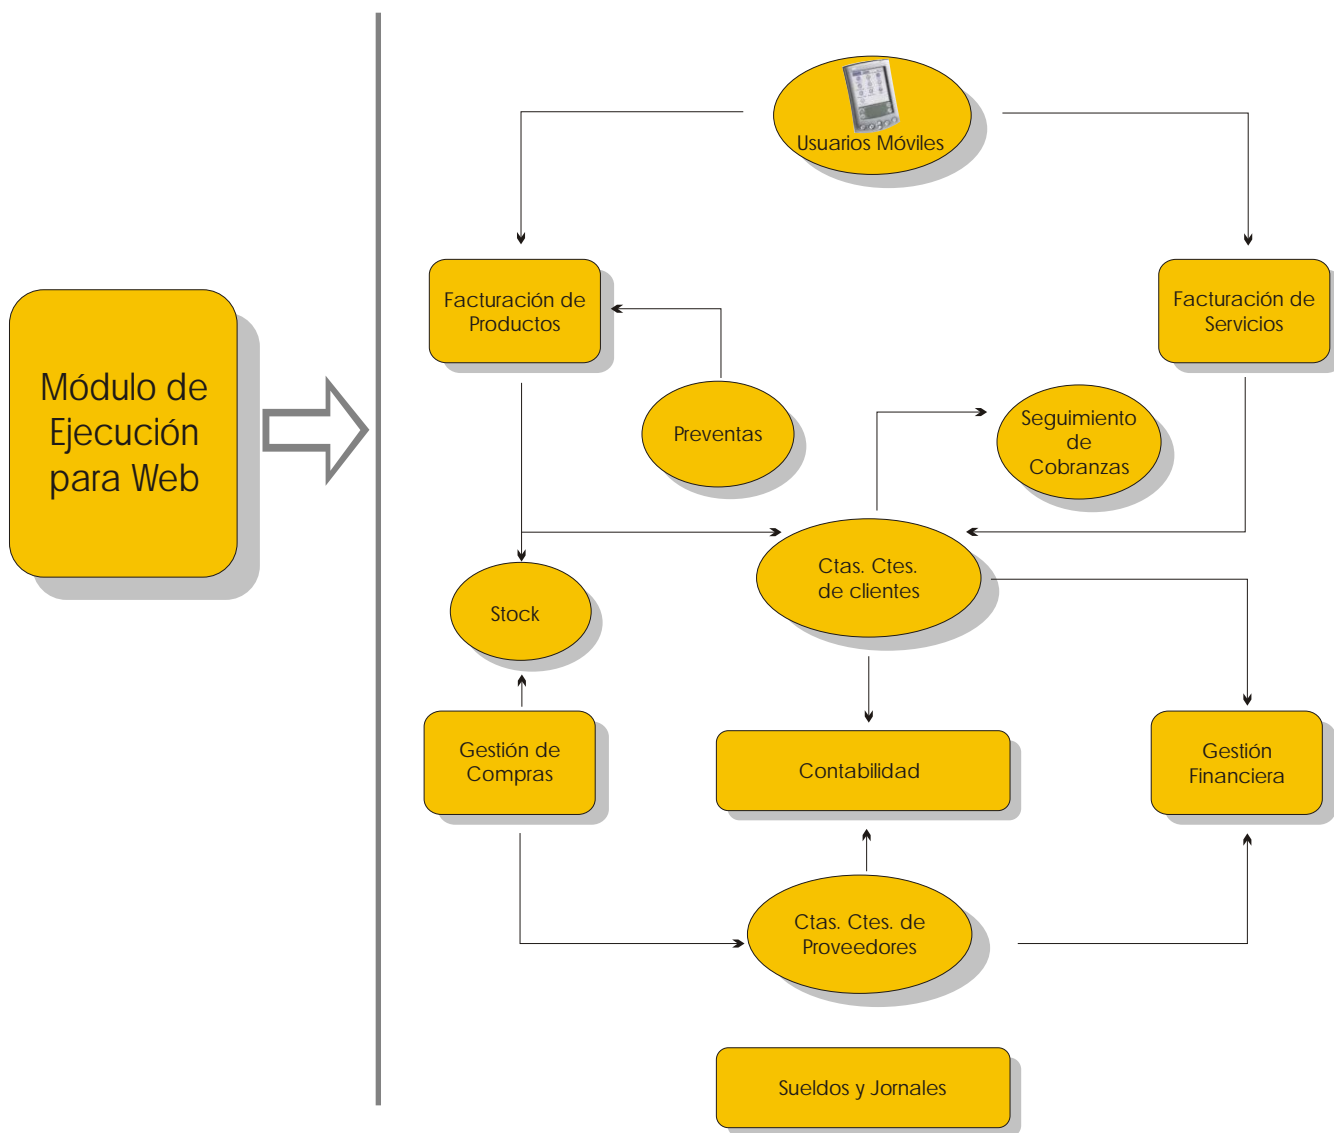 Usuarios Móviles
Facturación de
Productos
Facturación de
Servicios
Módulo de
Ejecución
para Web
Preventas
Seguimiento
de
Cobranzas
Ctas. Ctes.
de clientes
Stock
Gestión de
Compras
Contabilidad
Gestión
Financiera
Ctas. Ctes. de
Proveedores
Sueldos y Jornales